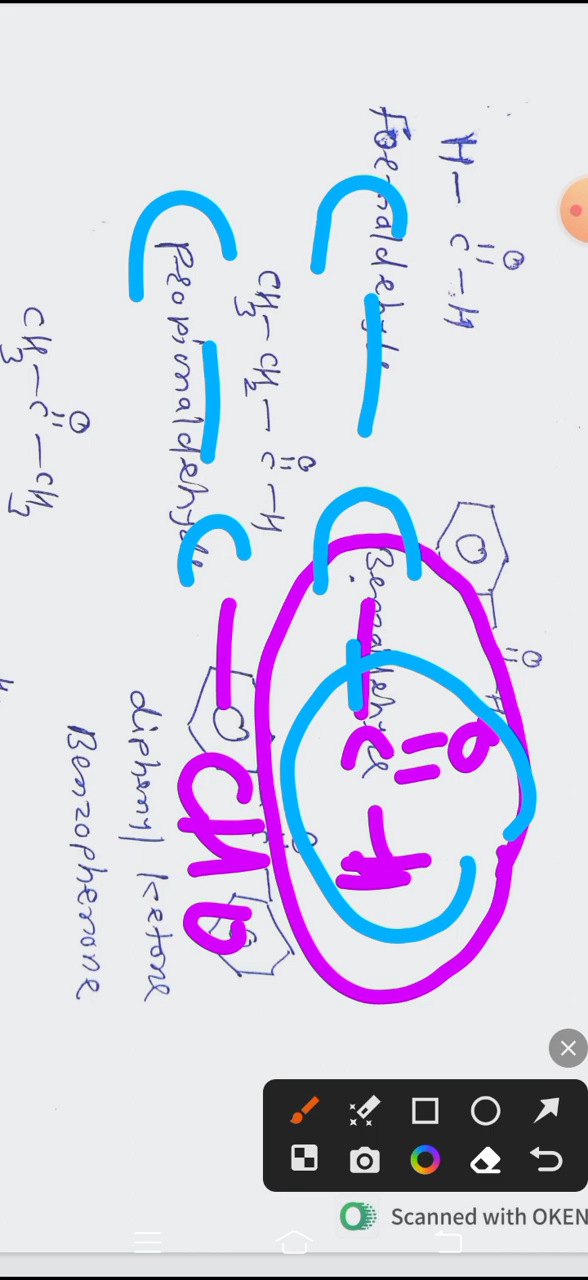 H—C—H
O
Formaldehyde
O
H
Benzaldehyde
—C—H
O
CH3—CH2—C—H
O
Propionaldehyde
—CHO
diphenyl ketone
Benzophenone
CH3—C—CH3
O
Scanned with OKEN